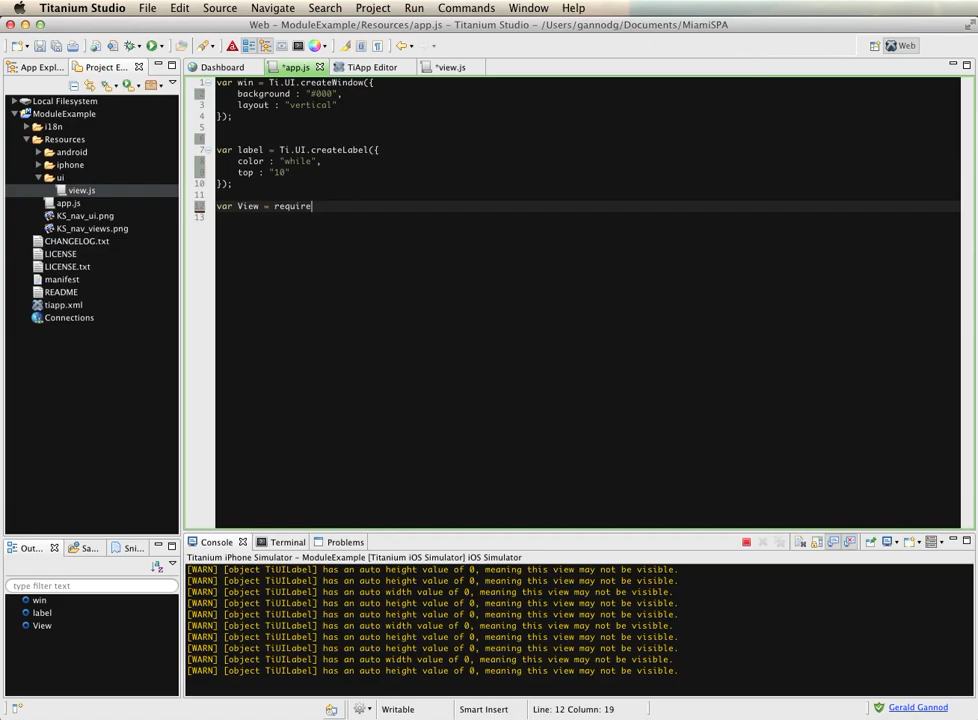 Titanium Studio File Edit Source Navigate Search Project Run Commands Window Help
Web - ModuleExample/Resources/app.js - Titanium Studio - /Users/gannodg/Documents/MiamiSPA
Web
App Expl... Project E...
Dashboard *app.js TiApp Editor *view.js
Local Filesystem
ModuleExample
i18n
Resources
android
iphone
ui
view.js
app.js
KS_nav_ui.png
KS_nav_views.png
CHANGELOG.txt
LICENSE
LICENSE.txt
manifest
README
tiapp.xml
Connections
1 var win = Ti.UI.createWindow({
2 background : "#000",
3 layout : "vertical"
4 });
5
6
7 var label = Ti.UI.createLabel({
8 color : "while",
9 top : "10"
10 });
11
12 var View = require
13
Out... Sa... Sni...
type filter text
win
label
View
Console Terminal Problems
Titanium iPhone Simulator - ModuleExample [Titanium iOS Simulator] iOS Simulator
[WARN] [object TiUILabel] has an auto height value of 0, meaning this view may not be visible.
[WARN] [object TiUILabel] has an auto height value of 0, meaning this view may not be visible.
[WARN] [object TiUILabel] has an auto width value of 0, meaning this view may not be visible.
[WARN] [object TiUILabel] has an auto height value of 0, meaning this view may not be visible.
[WARN] [object TiUILabel] has an auto height value of 0, meaning this view may not be visible.
[WARN] [object TiUILabel] has an auto width value of 0, meaning this view may not be visible.
[WARN] [object TiUILabel] has an auto height value of 0, meaning this view may not be visible.
[WARN] [object TiUILabel] has an auto height value of 0, meaning this view may not be visible.
[WARN] [object TiUILabel] has an auto width value of 0, meaning this view may not be visible.
[WARN] [object TiUILabel] has an auto height value of 0, meaning this view may not be visible.
Writable Smart Insert Line: 12 Column: 19 Gerald Gannod